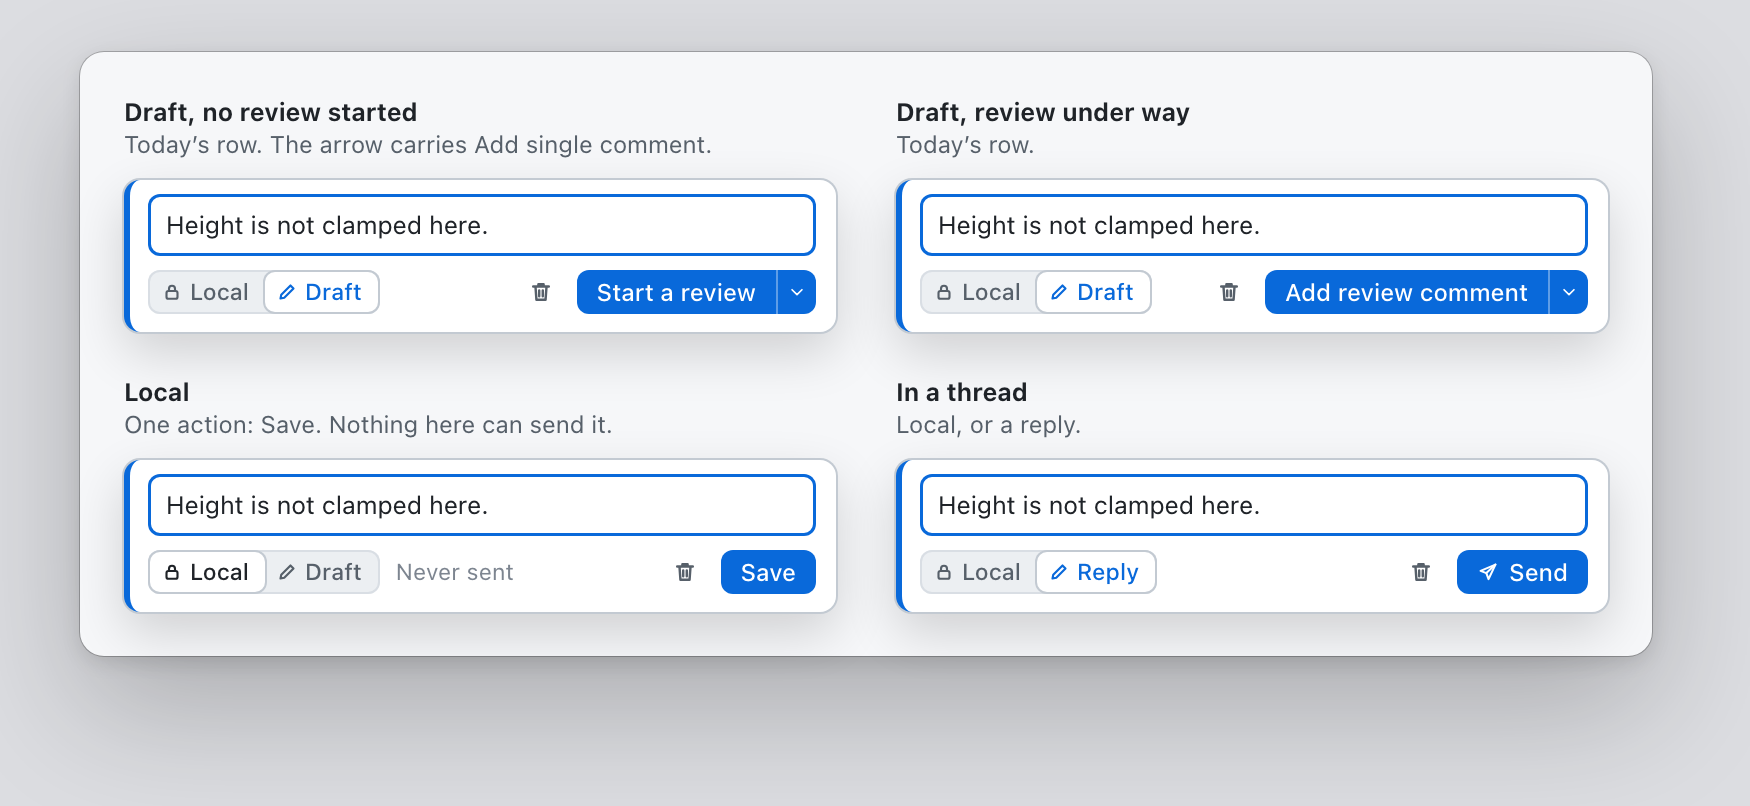 Draft, no review started
Today’s row. The arrow carries Add single comment.
Height is not clamped here.
Local
Draft
Start a review
Draft, review under way
Today’s row.
Height is not clamped here.
Local
Draft
Add review comment
Local
One action: Save. Nothing here can send it.
Height is not clamped here.
Local
Draft
Never sent
Save
In a thread
Local, or a reply.
Height is not clamped here.
Local
Reply
Send